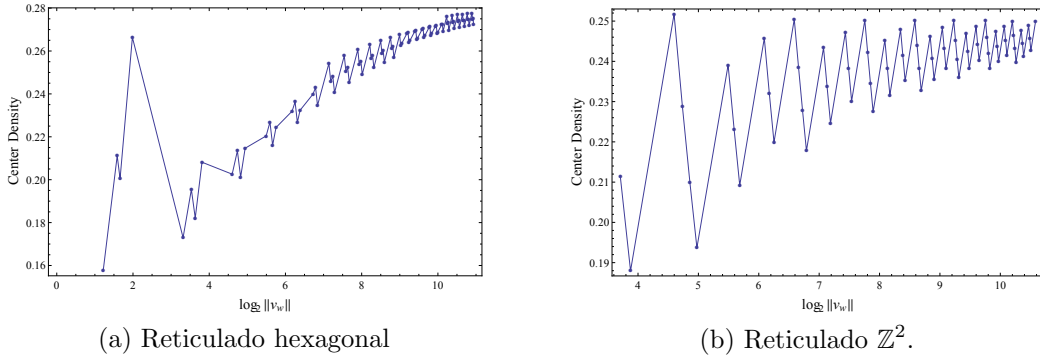 Center Density
0.28
0.26
0.24
0.22
0.20
0.18
0.16
0 2 4 6 8 10
log₂ ||v_w||
(a) Reticulado hexagonal
Center Density
0.25
0.24
0.23
0.22
0.21
0.20
0.19
4 5 6 7 8 9 10
log₂ ||v_w||
(b) Reticulado ℤ².